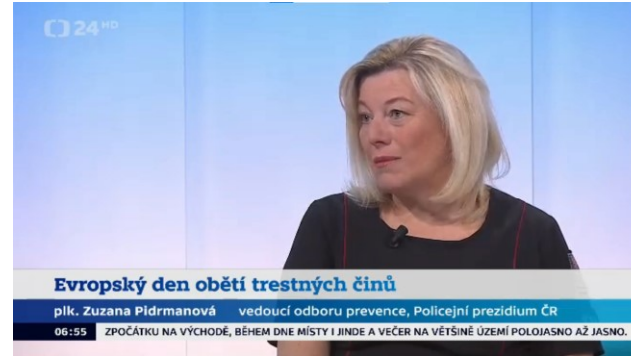 24 HD
Evropský den obětí trestných činů
plk. Zuzana Pidrmanová vedoucí odboru prevence, Policejní prezidium ČR
06:55 ZPOČÁTKU NA VÝCHODĚ, BĚHEM DNE MÍSTY I JINDE A VEČER NA VĚTŠINĚ ÚZEMÍ POLOJASNO AŽ JASNO.